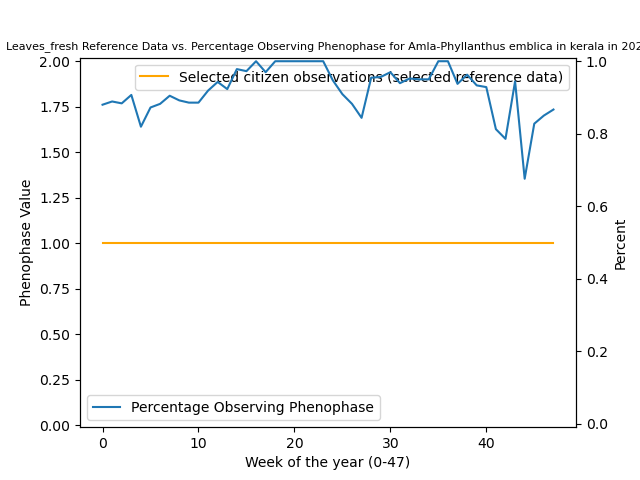 Leaves_fresh Reference Data vs. Percentage Observing Phenophase for Amla-Phyllanthus emblica in kerala in 202
2.00
1.75
1.50
1.25
1.00
0.75
0.50
0.25
0.00
Phenophase Value
Selected citizen observations (selected reference data)
Percentage Observing Phenophase
1.0
0.8
0.6
0.4
0.2
0.0
Percent
0 10 20 30 40
Week of the year (0-47)